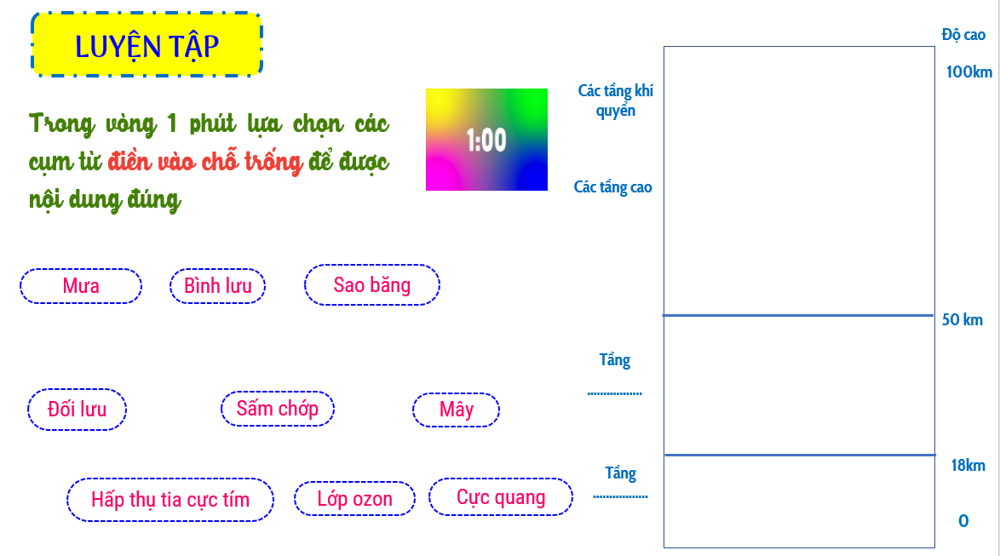 LUYỆN TẬP
Trong vòng 1 phút lựa chọn các
cụm từ điền vào chỗ trống để được
nội dung đúng
1:00
Mưa
Bình lưu
Sao băng
Đối lưu
Sấm chớp
Mây
Hấp thụ tia cực tím
Lớp ozon
Cực quang
Độ cao
100km
Các tầng khí
quyển
Các tầng cao
50 km
Tầng
.................
18km
Tầng
.................
0